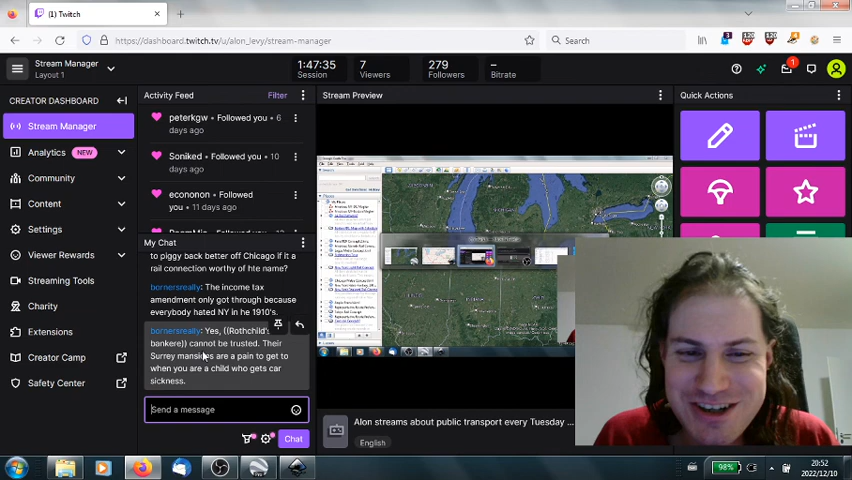 (1) Twitch
https://dashboard.twitch.tv/u/alon_levy/stream-manager
Search
Stream Manager
Layout 1
1:47:35
Session
7
Viewers
279
Followers
–
Bitrate
1
CREATOR DASHBOARD
Stream Manager
Analytics NEW
Community
Content
Settings
Viewer Rewards
Streaming Tools
Charity
Extensions
Creator Camp
Safety Center
Activity Feed
Filter
peterkgw • Followed you • 6
days ago
Soniked • Followed you • 10
days ago
econonon • Followed
you • 11 days ago
My Chat
to piggy back better off Chicago if it a
rail connection worthy of hte name?
bornersreally: The income tax
amendment only got through because
everybody hated NY in he 1910's.
bornersreally: Yes, ((Rothchild's
bankere)) cannot be trusted. Their
Surrey mansions are a pain to get to
when you are a child who gets car
sickness.
Send a message
Chat
Stream Preview
Alon streams about public transport every Tuesday ...
English
Quick Actions
98%
20:52
2022/12/10